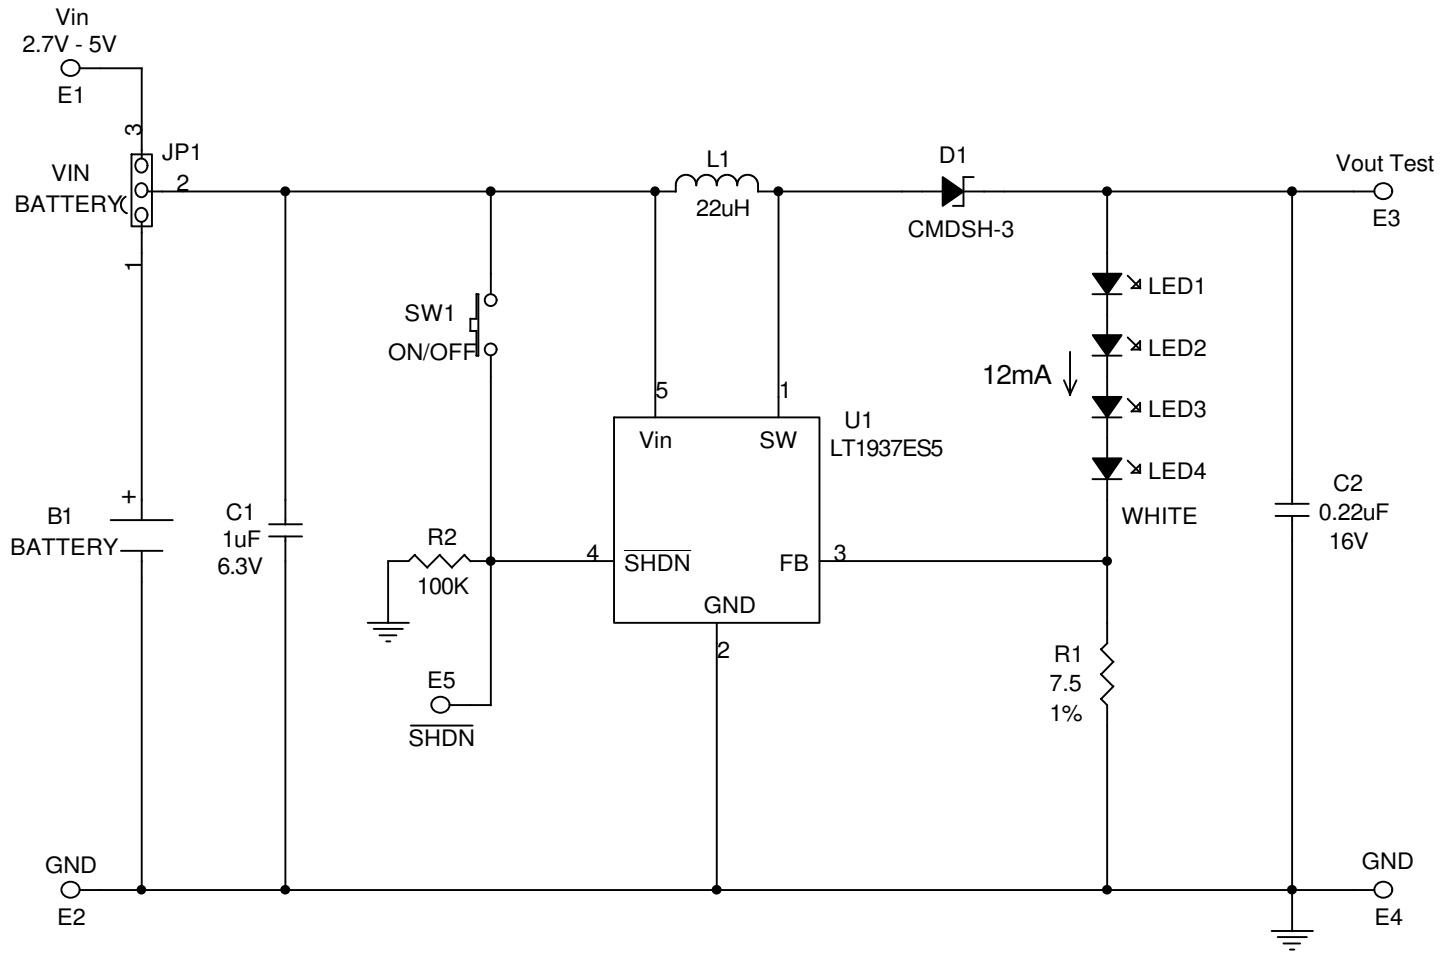 Vin
2.7V - 5V
E1
3
JP1
VIN
2
BATTERY
1
L1
22uH
D1
CMDSH-3
Vout Test
E3
LED1
LED2
12mA
LED3
LED4
WHITE
SW1
ON/OFF
5
1
U1
LT1937ES5
Vin
SW
+
B1
BATTERY
C1
1uF
6.3V
R2
100K
4
SHDN
FB
3
GND
2
C2
0.22uF
16V
R1
7.5
1%
E5
SHDN
GND
E2
GND
E4